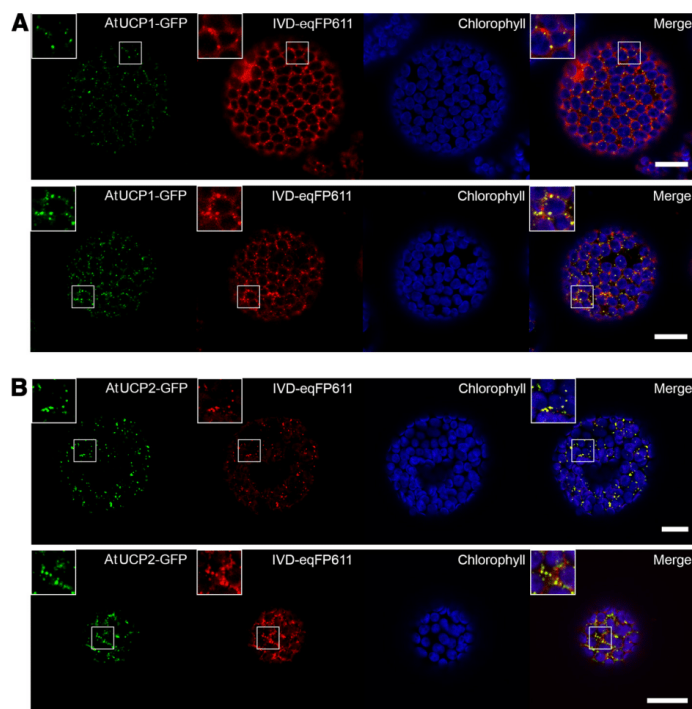 A
AtUCP1-GFP IVD-eqFP611 Chlorophyll Merge
AtUCP1-GFP IVD-eqFP611 Chlorophyll Merge
B
AtUCP2-GFP IVD-eqFP611 Chlorophyll Merge
AtUCP2-GFP IVD-eqFP611 Chlorophyll Merge